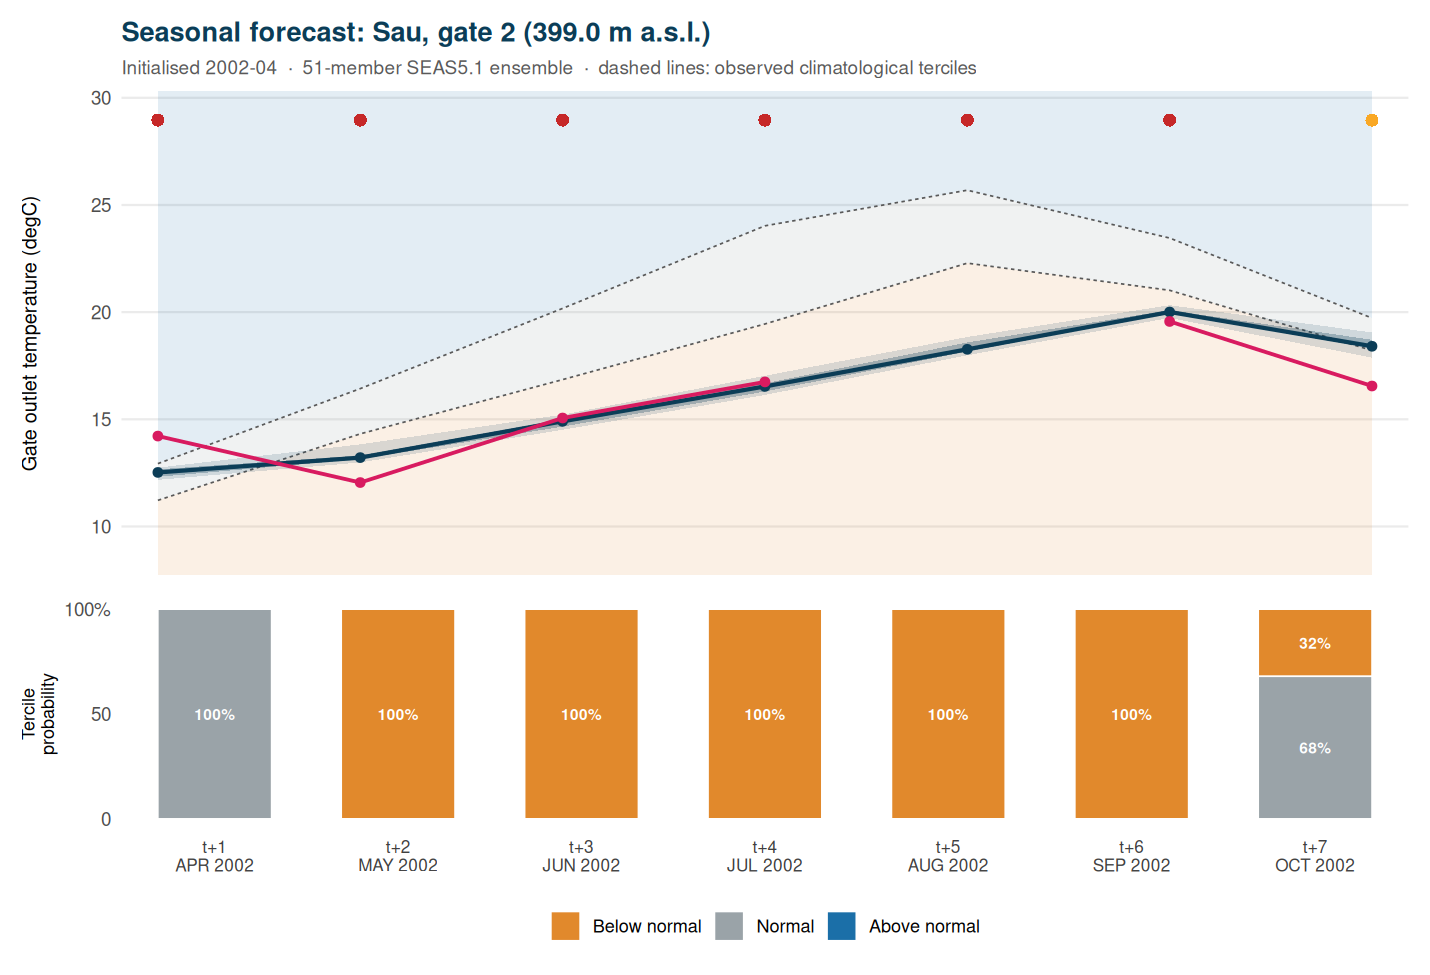 Seasonal forecast: Sau, gate 2 (399.0 m a.s.l.)
Initialised 2002-04 · 51-member SEAS5.1 ensemble · dashed lines: observed climatological terciles
Gate outlet temperature (degC)
30
25
20
15
10
Tercile
probability
100%
50
0
100%
100%
100%
100%
100%
100%
32%
68%
t+1
APR 2002
t+2
MAY 2002
t+3
JUN 2002
t+4
JUL 2002
t+5
AUG 2002
t+6
SEP 2002
t+7
OCT 2002
Below normal
Normal
Above normal